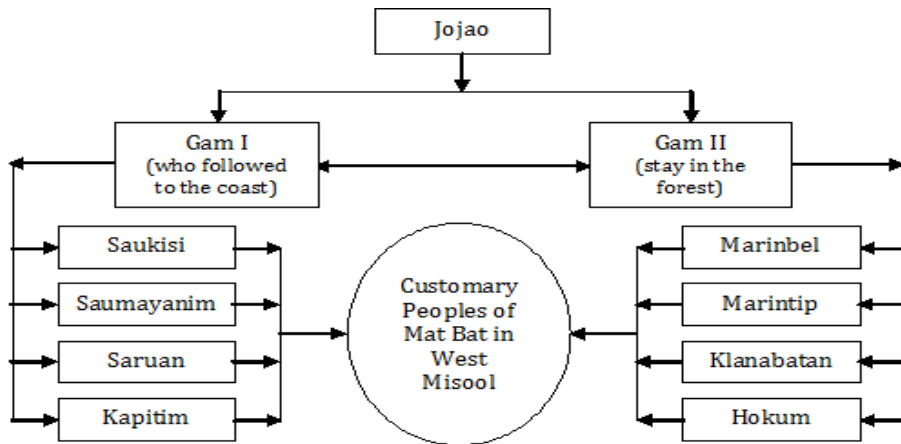 Jojao
Gam I
(who followed
to the coast)
Gam II
(stay in the
forest)
Saukisi
Saumayanim
Saruan
Kapitim
Customary
Peoples of
Mat Bat in
West
Misool
Marinbel
Marintip
Klanabatan
Hokum